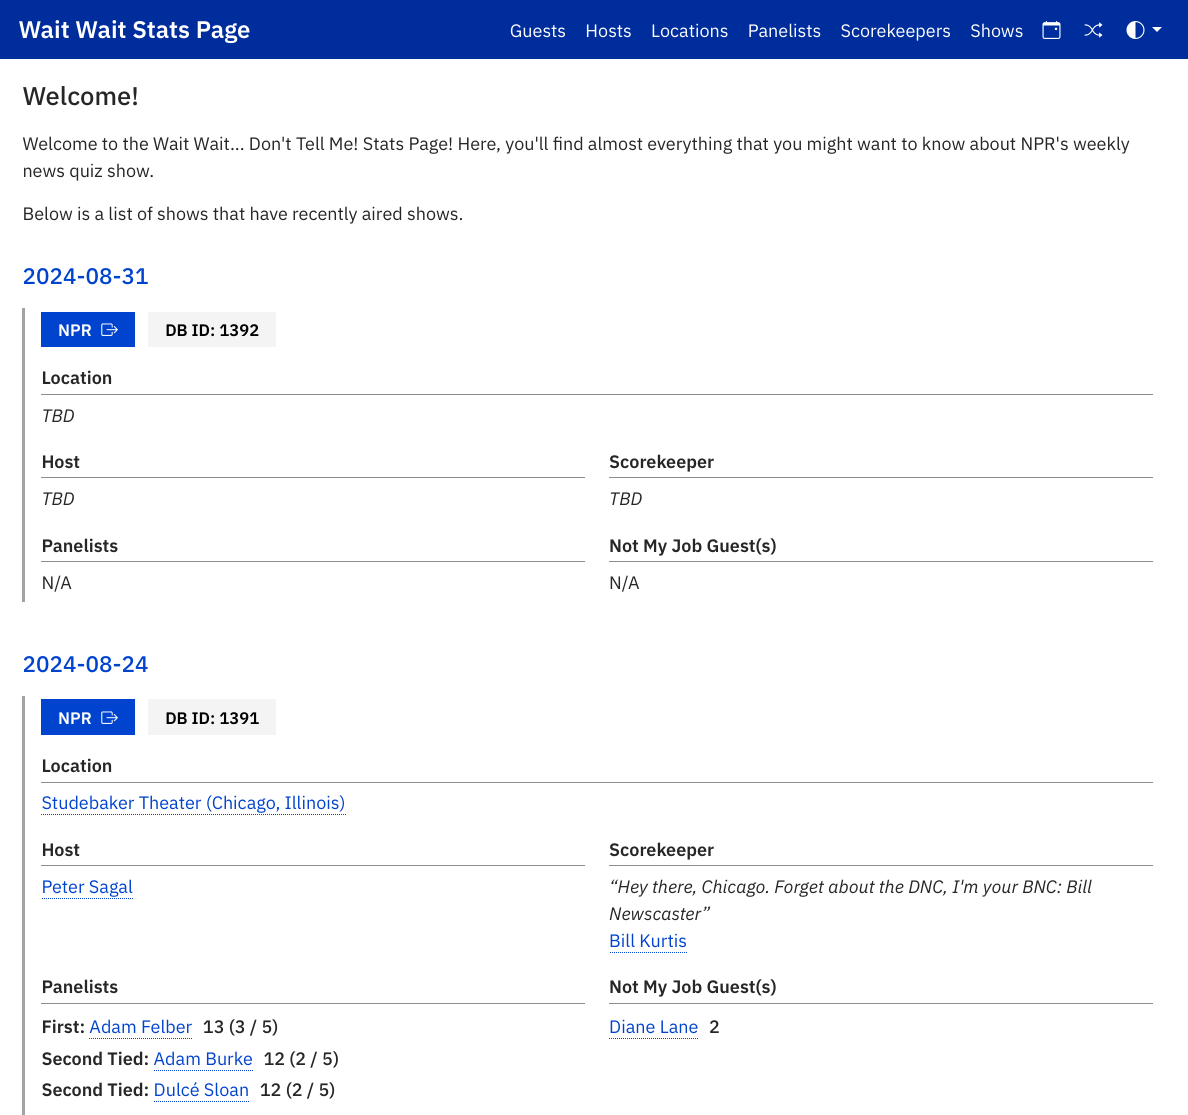 Wait Wait Stats Page
Guests Hosts Locations Panelists Scorekeepers Shows
Welcome!
Welcome to the Wait Wait... Don't Tell Me! Stats Page! Here, you'll find almost everything that you might want to know about NPR's weekly
news quiz show.
Below is a list of shows that have recently aired shows.
2024-08-31
NPR DB ID: 1392
Location
TBD
Host
TBD
Scorekeeper
TBD
Panelists
N/A
Not My Job Guest(s)
N/A
2024-08-24
NPR DB ID: 1391
Location
Studebaker Theater (Chicago, Illinois)
Host
Peter Sagal
Scorekeeper
“Hey there, Chicago. Forget about the DNC, I'm your BNC: Bill
Newscaster”
Bill Kurtis
Panelists
First: Adam Felber 13 (3 / 5)
Second Tied: Adam Burke 12 (2 / 5)
Second Tied: Dulcé Sloan 12 (2 / 5)
Not My Job Guest(s)
Diane Lane 2